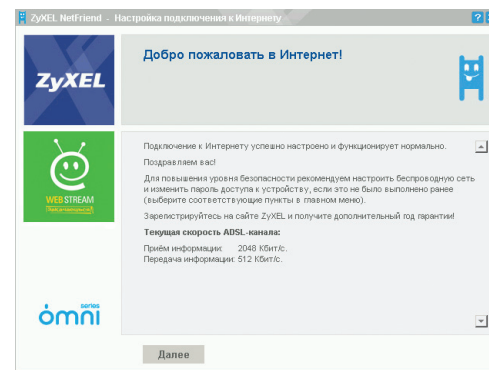 ZyXEL NetFriend - Настройка подключения к Интернету
ZyXEL
Добро пожаловать в Интернет!
WEBSTREAM
Подключение к Интернету успешно настроено и функционирует нормально.
Поздравляем вас!
Для повышения уровня безопасности рекомендуем настроить беспроводную сеть
и изменить пароль доступа к устройству, если это не было выполнено ранее
(выберите соответствующие пункты в главном меню).
Зарегистрируйтесь на сайте ZyXEL и получите дополнительный год гарантии!
Текущая скорость ADSL-канала:
Приём информации: 2048 Кбит/с.
Передача информации: 512 Кбит/с.
series
omni
Далее